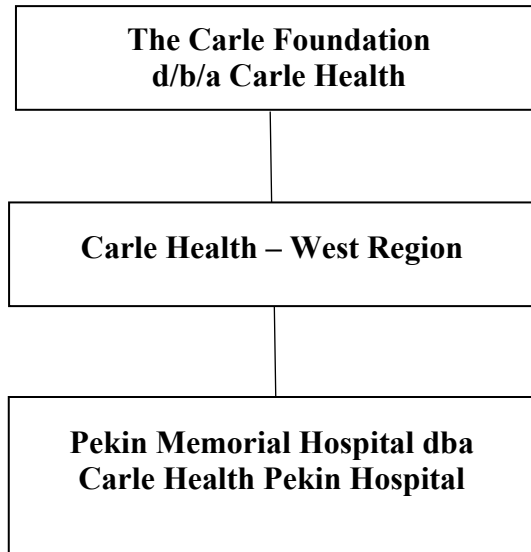 The Carle Foundation
d/b/a Carle Health
Carle Health – West Region
Pekin Memorial Hospital dba
Carle Health Pekin Hospital